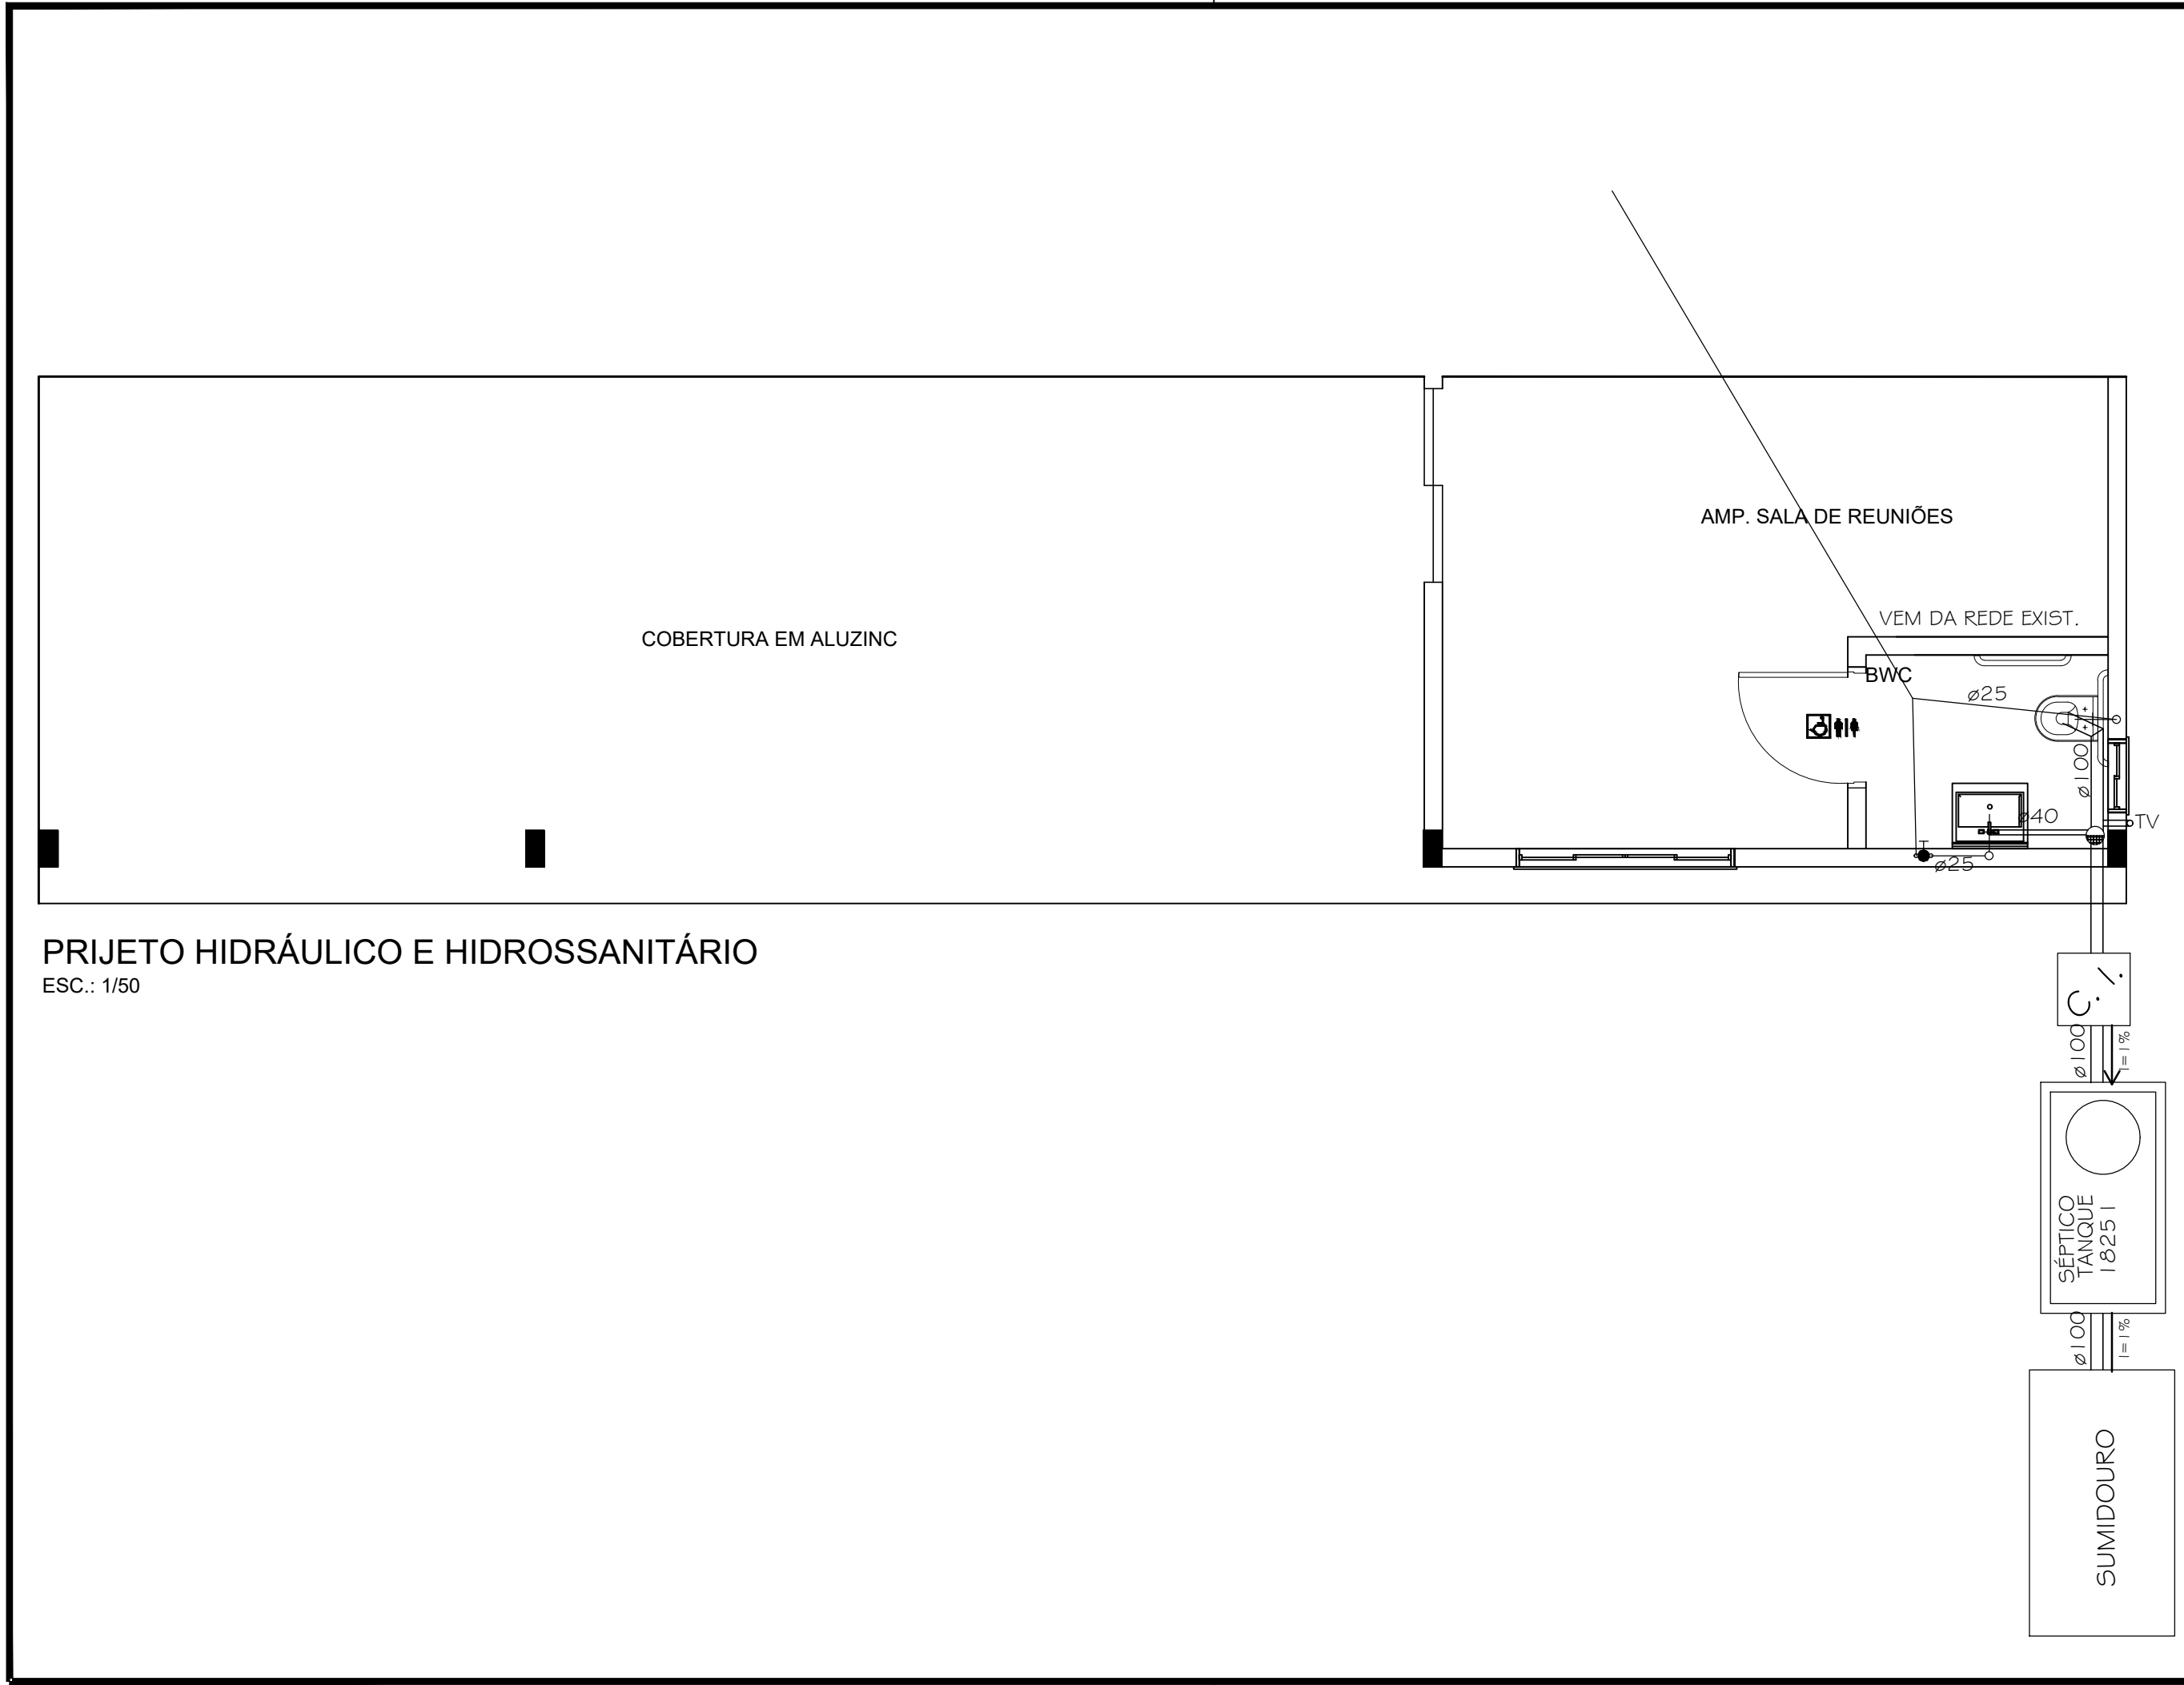 AMP. SALA DE REUNIÕES
VEM DA REDE EXIST.
COBERTURA EM ALUZINC
BWC
ø25
ø100
ø40
TV
ø25
PRIJETO HIDRÁULICO E HIDROSSANITÁRIO
ESC.: 1/50
C. I.
ø100
I=1%
SÉPTICO
TANQUE
1825 l
ø100
I=1%
SUMIDOURO